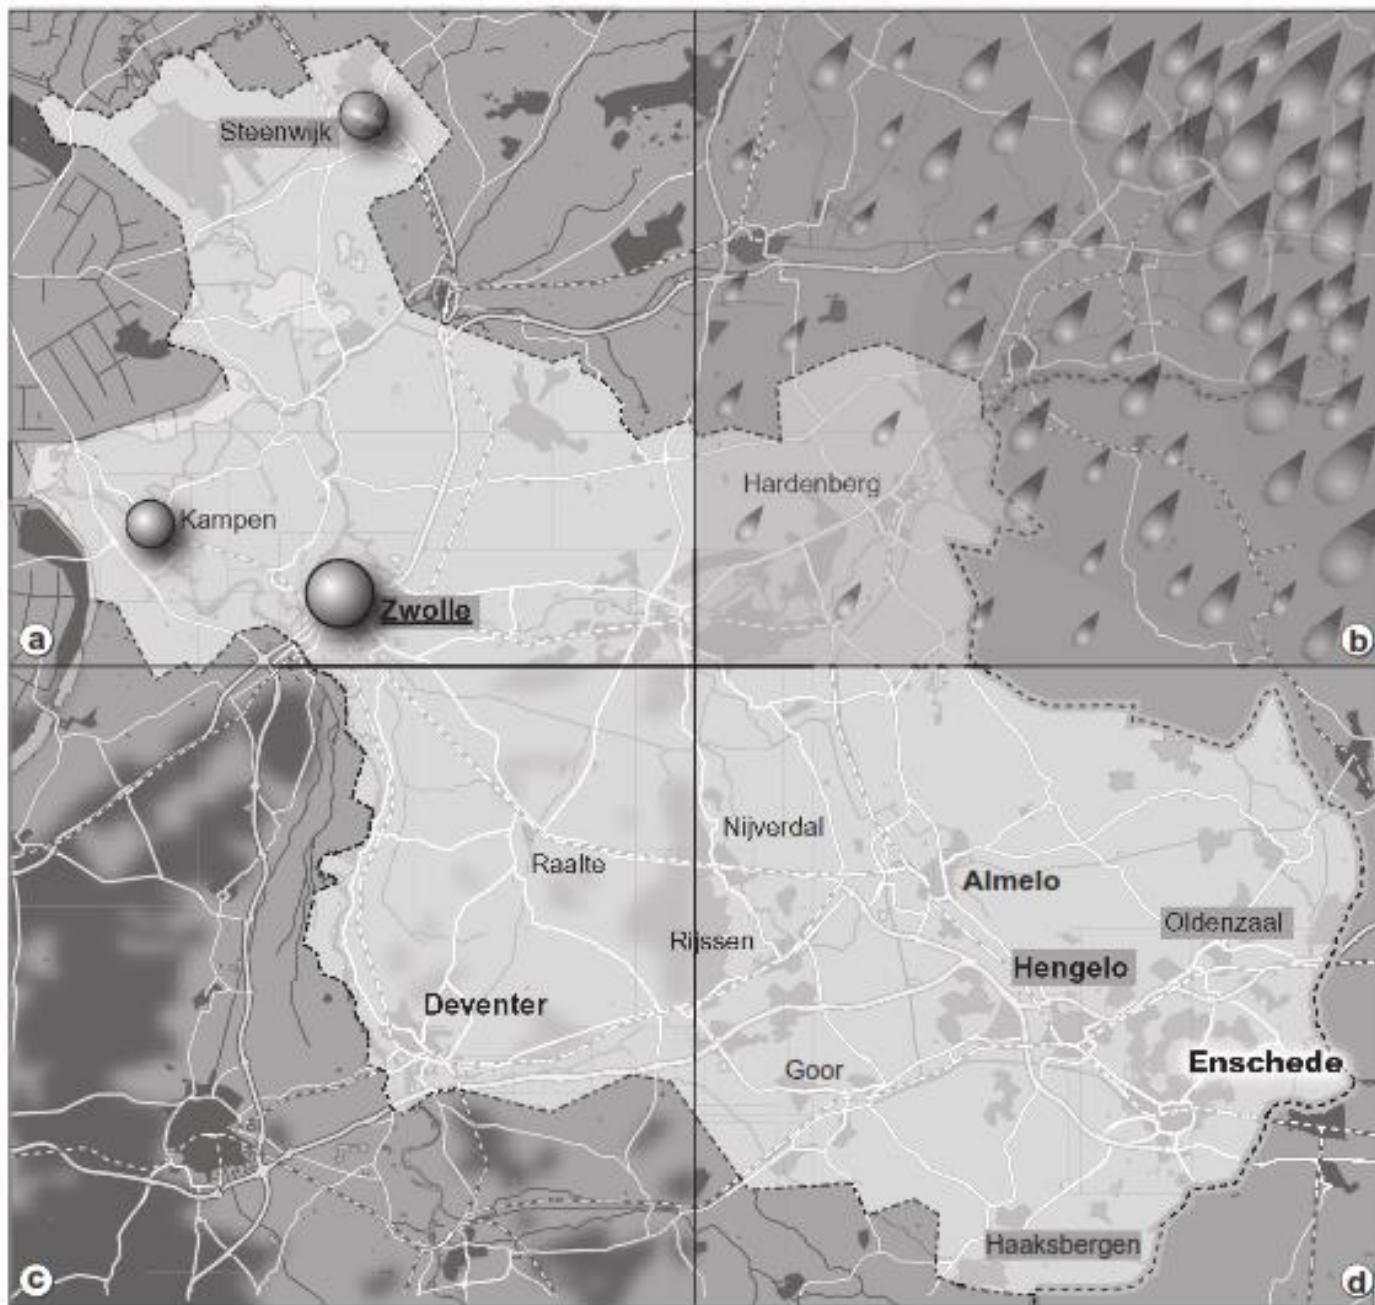 Steenwijk
Kampen
Zwolle
a
Hardenberg
b
Raalte
Deventer
c
Nijverdal
Rijssen
Almelo
Oldenzaal
Hengelo
Goor
Enschede
Haaksbergen
d